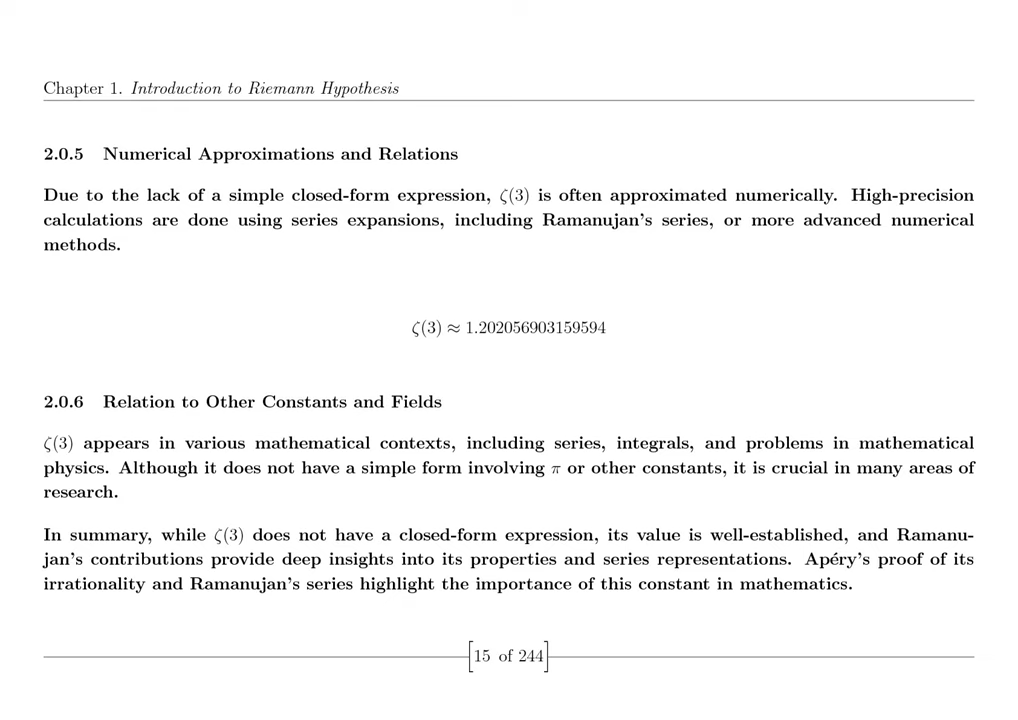 Chapter 1. Introduction to Riemann Hypothesis
2.0.5 Numerical Approximations and Relations
Due to the lack of a simple closed-form expression, ζ(3) is often approximated numerically. High-precision
calculations are done using series expansions, including Ramanujan's series, or more advanced numerical
methods.
ζ(3) ≈ 1.202056903159594
2.0.6 Relation to Other Constants and Fields
ζ(3) appears in various mathematical contexts, including series, integrals, and problems in mathematical
physics. Although it does not have a simple form involving π or other constants, it is crucial in many areas of
research.
In summary, while ζ(3) does not have a closed-form expression, its value is well-established, and Ramanu-
jan's contributions provide deep insights into its properties and series representations. Apéry's proof of its
irrationality and Ramanujan's series highlight the importance of this constant in mathematics.
[15 of 244]